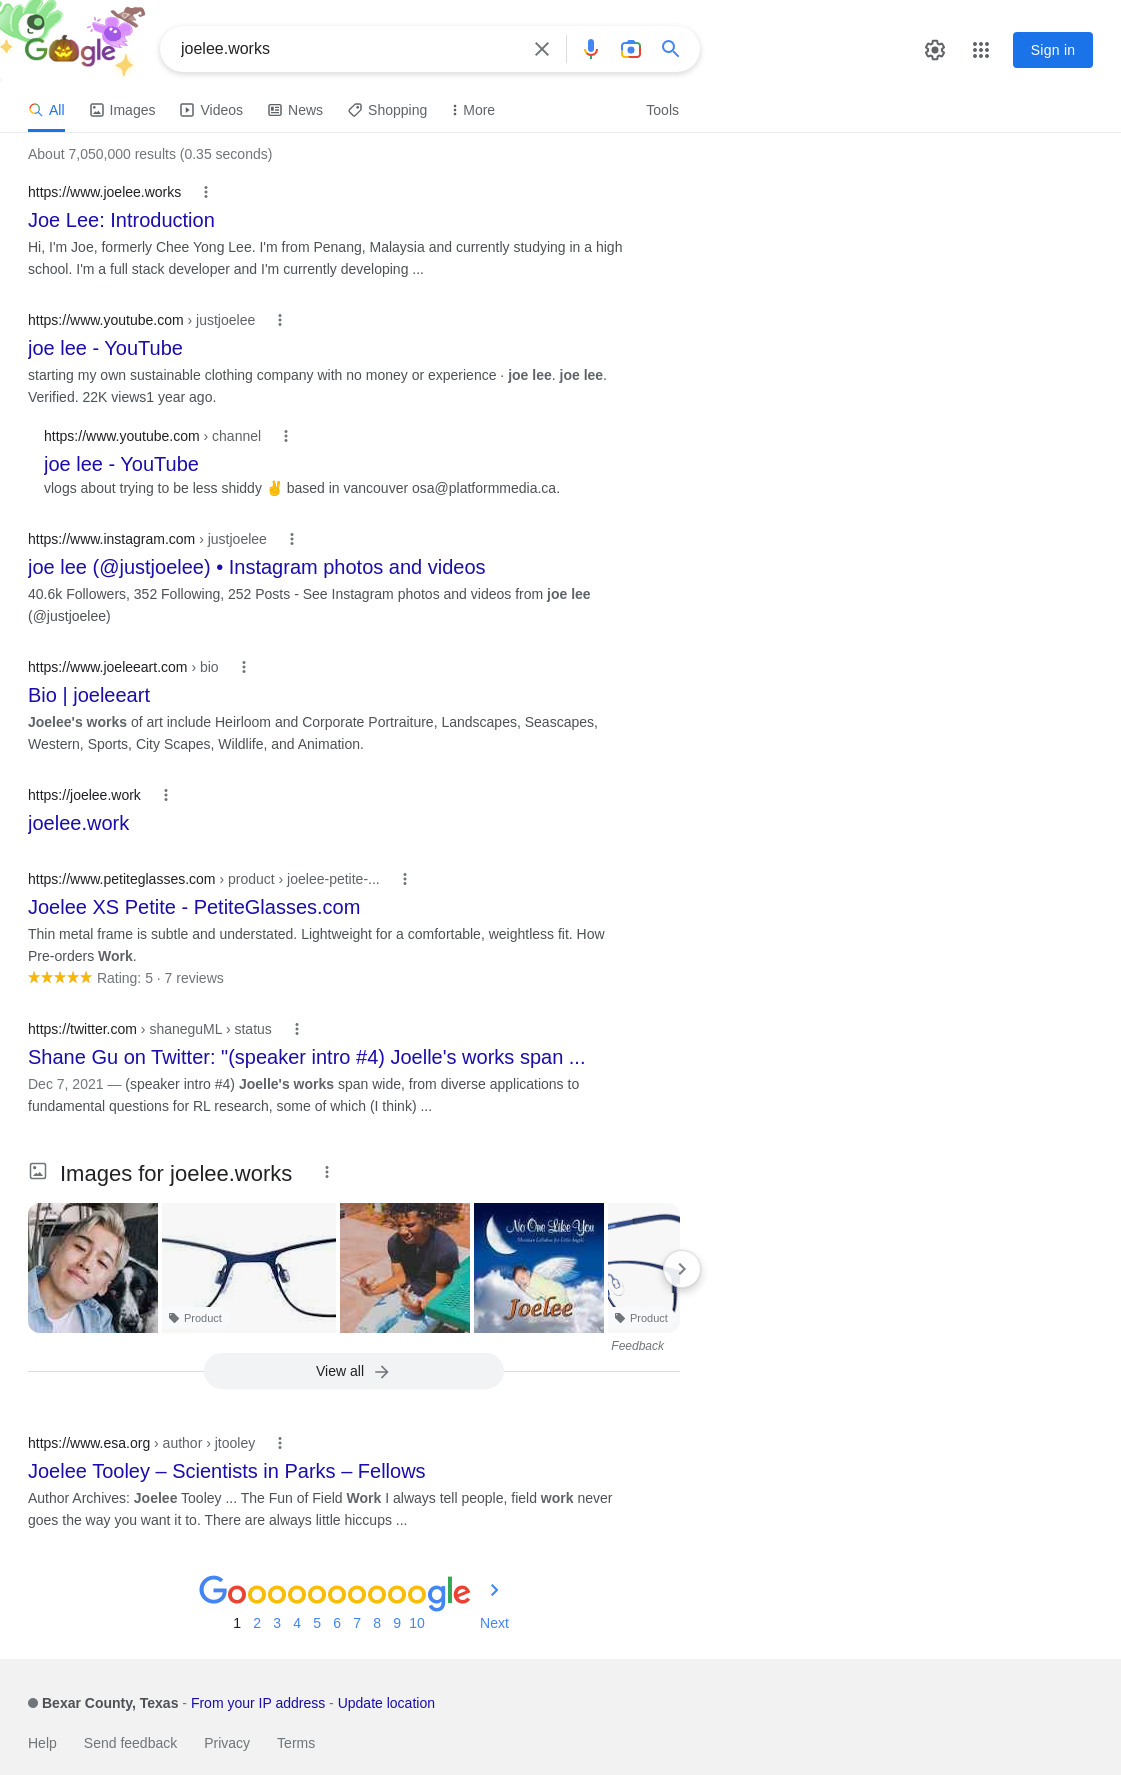 Google
joelee.works
Sign in
All
Images
Videos
News
Shopping
More
Tools
About 7,050,000 results (0.35 seconds)
https://www.joelee.works
Joe Lee: Introduction
Hi, I'm Joe, formerly Chee Yong Lee. I'm from Penang, Malaysia and currently studying in a high
school. I'm a full stack developer and I'm currently developing ...
https://www.youtube.com › justjoelee
joe lee - YouTube
starting my own sustainable clothing company with no money or experience · joe lee. joe lee.
Verified. 22K views1 year ago.
https://www.youtube.com › channel
joe lee - YouTube
vlogs about trying to be less shiddy ✌ based in vancouver osa@platformmedia.ca.
https://www.instagram.com › justjoelee
joe lee (@justjoelee) • Instagram photos and videos
40.6k Followers, 352 Following, 252 Posts - See Instagram photos and videos from joe lee
(@justjoelee)
https://www.joeleeart.com › bio
Bio | joeleeart
Joelee's works of art include Heirloom and Corporate Portraiture, Landscapes, Seascapes,
Western, Sports, City Scapes, Wildlife, and Animation.
https://joelee.work
joelee.work
https://www.petiteglasses.com › product › joelee-petite-...
Joelee XS Petite - PetiteGlasses.com
Thin metal frame is subtle and understated. Lightweight for a comfortable, weightless fit. How
Pre-orders Work.
Rating: 5 · 7 reviews
https://twitter.com › shaneguML › status
Shane Gu on Twitter: "(speaker intro #4) Joelle's works span ...
Dec 7, 2021 — (speaker intro #4) Joelle's works span wide, from diverse applications to
fundamental questions for RL research, some of which (I think) ...
Images for joelee.works
No One Like You
Joelee
Product
Product
Feedback
View all
https://www.esa.org › author › jtooley
Joelee Tooley – Scientists in Parks – Fellows
Author Archives: Joelee Tooley ... The Fun of Field Work I always tell people, field work never
goes the way you want it to. There are always little hiccups ...
Goooooooooogle
1 2 3 4 5 6 7 8 9 10 Next
Bexar County, Texas - From your IP address - Update location
Help Send feedback Privacy Terms